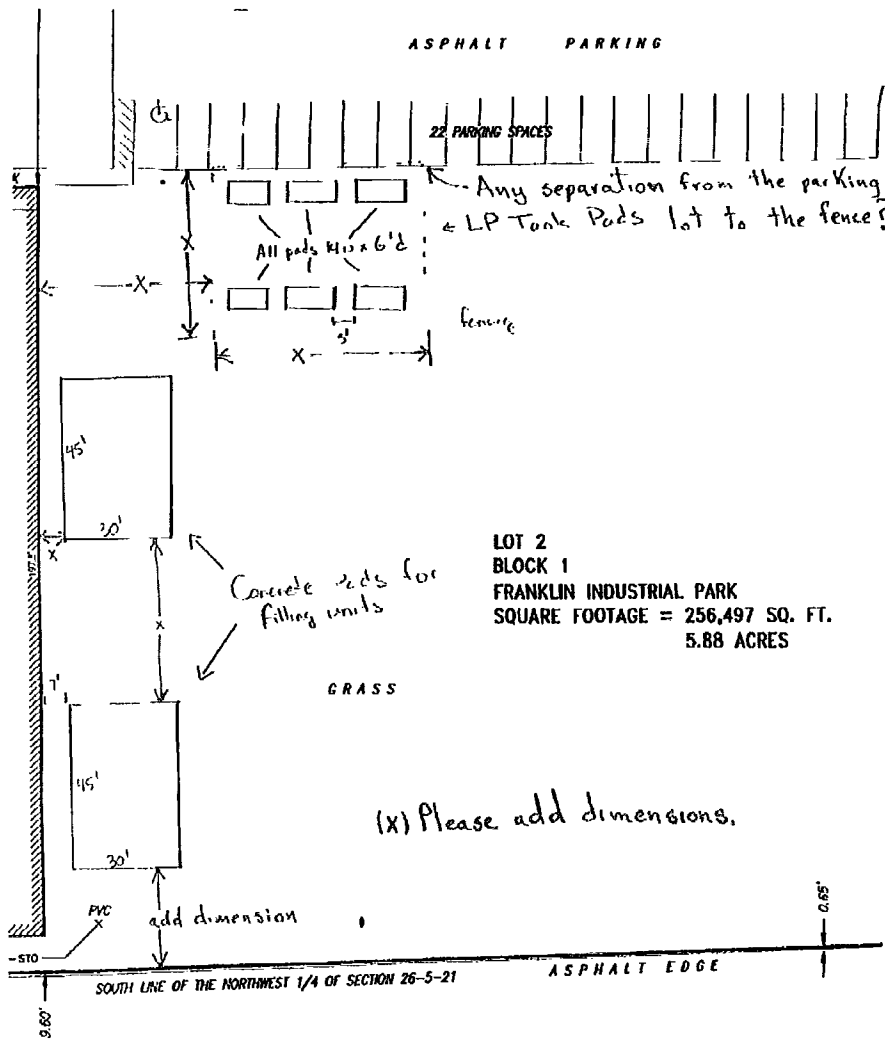 ASPHALT PARKING
22 PARKING SPACES
Any separation from the parking
lot to the fence?
LP Tank Pads
All pads x 6'd
X
-X-
5'
fencing
X-
45'
30'
X
Concrete pads for
filling units
x
LOT 2
BLOCK 1
FRANKLIN INDUSTRIAL PARK
SQUARE FOOTAGE = 256,497 SQ. FT.
5.88 ACRES
7'
GRASS
45'
30'
(x) Please add dimensions.
PVC
X
add dimension
STO
0.65'
SOUTH LINE OF THE NORTHWEST 1/4 OF SECTION 26-5-21
ASPHALT EDGE
0.60'